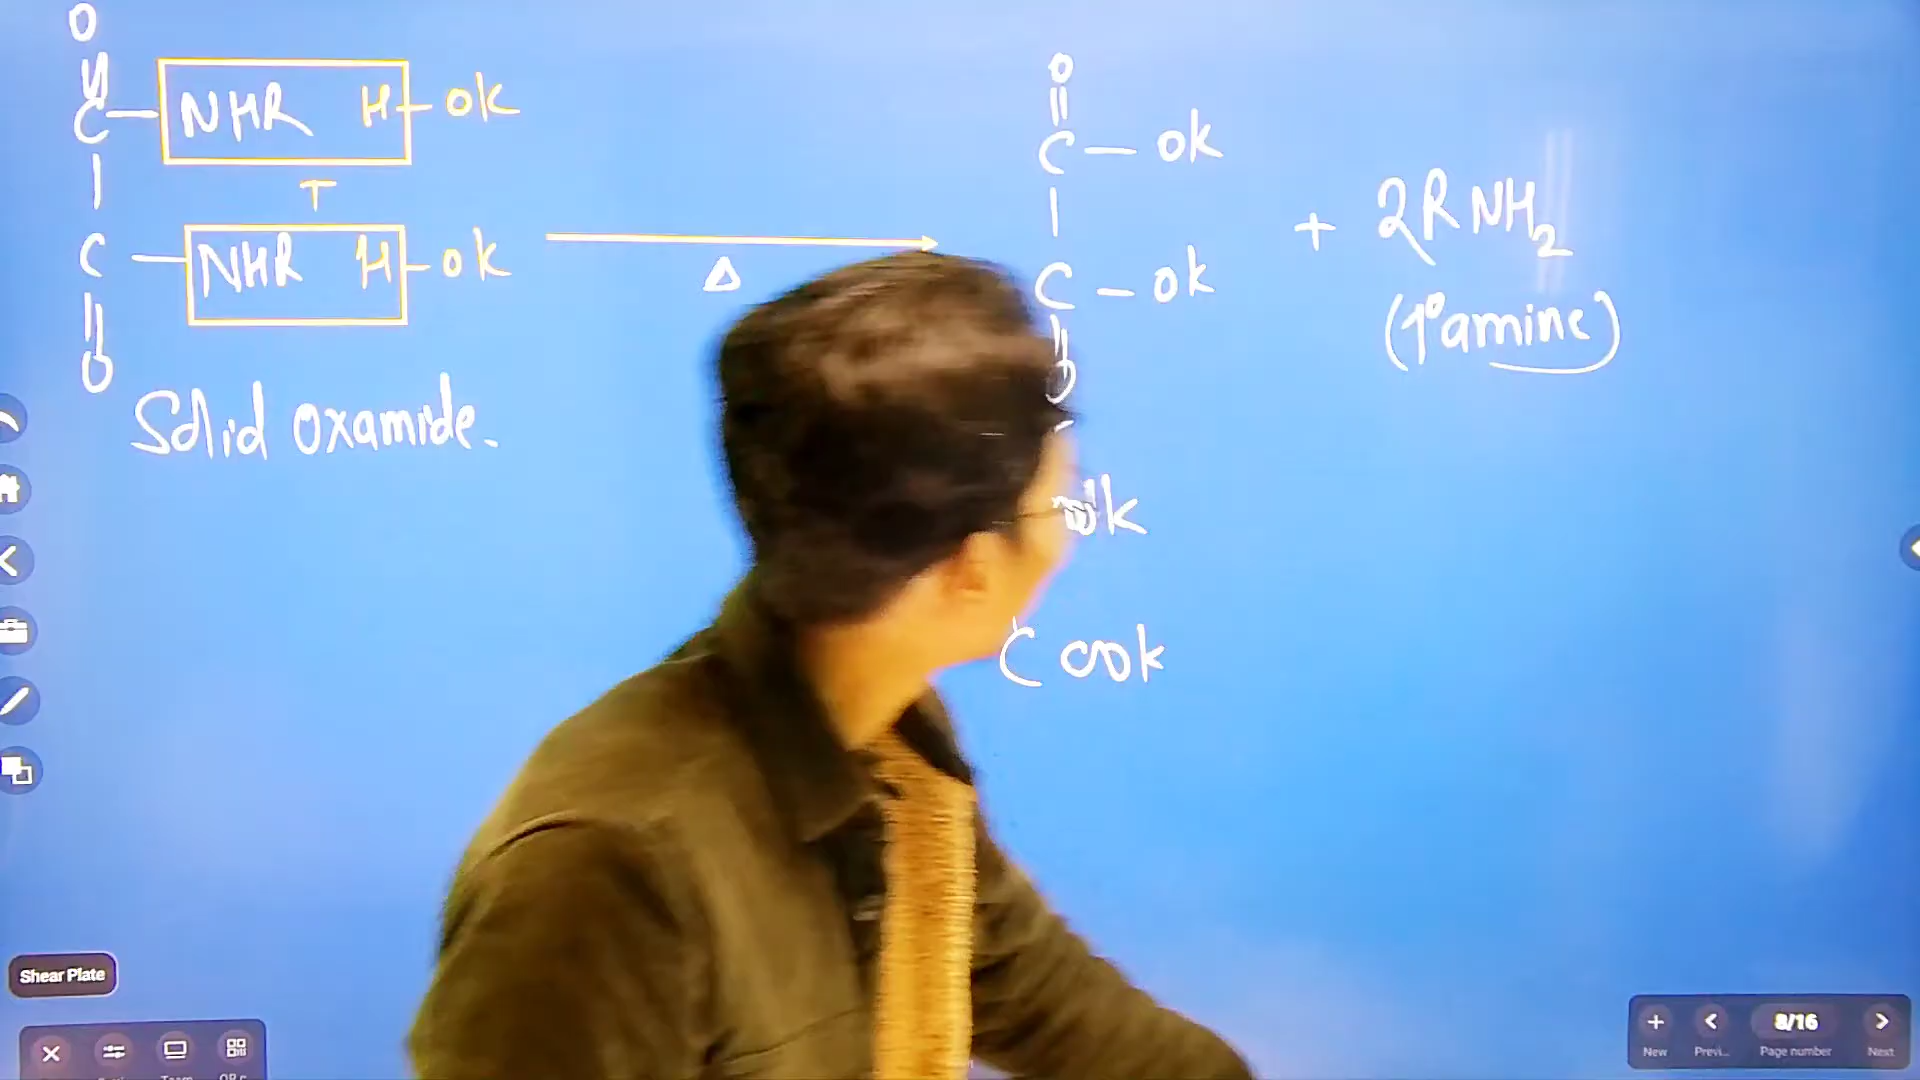 O
C — NHR H — OK
T
C — NHR H — OK
O
Solid oxamide.
Δ
O
C — OK
C — OK
+ 2RNH₂
(1° amine)
COOK
Shear Plate
New
Previ...
8/16
Page number
Next